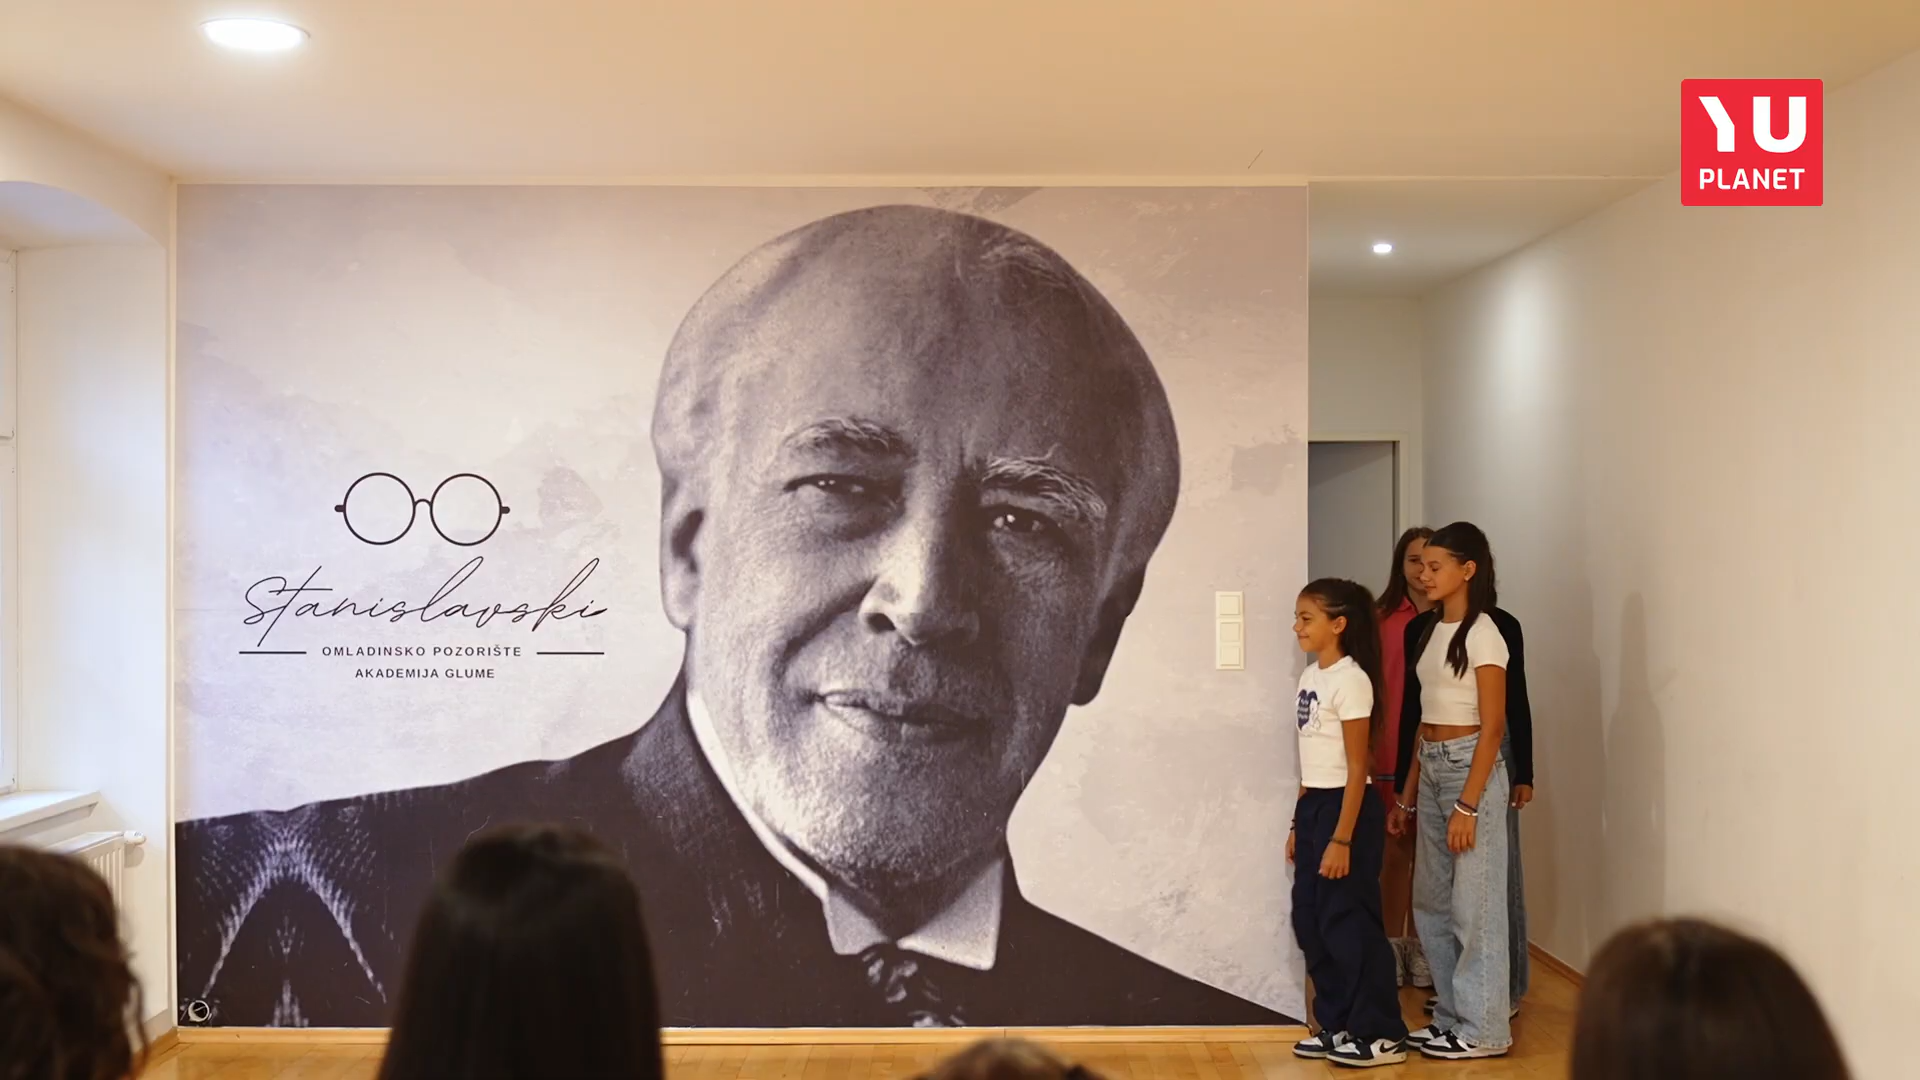 YU
PLANET
Stanislavski
OMLADINSKO POZORIŠTE
AKADEMIJA GLUME